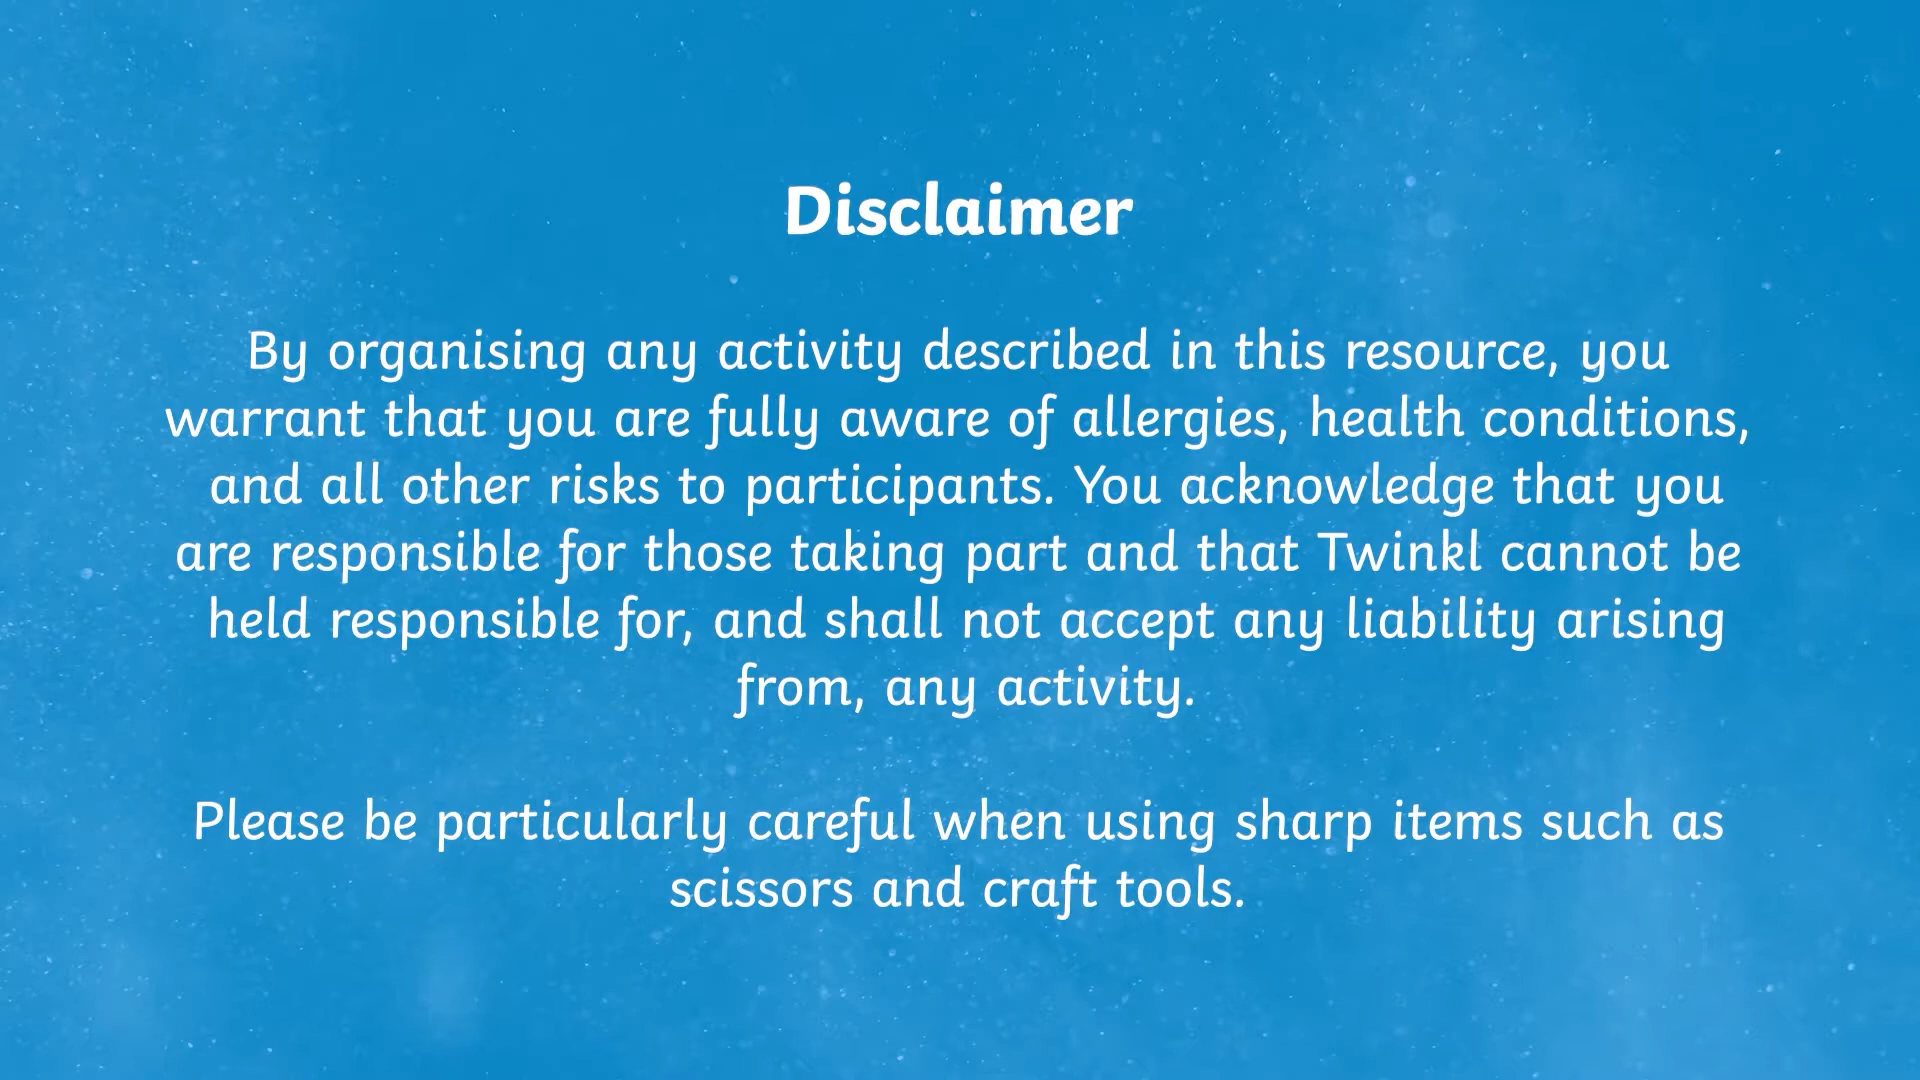 Disclaimer
By organising any activity described in this resource, you
warrant that you are fully aware of allergies, health conditions,
and all other risks to participants. You acknowledge that you
are responsible for those taking part and that Twinkl cannot be
held responsible for, and shall not accept any liability arising
from, any activity.
Please be particularly careful when using sharp items such as
scissors and craft tools.